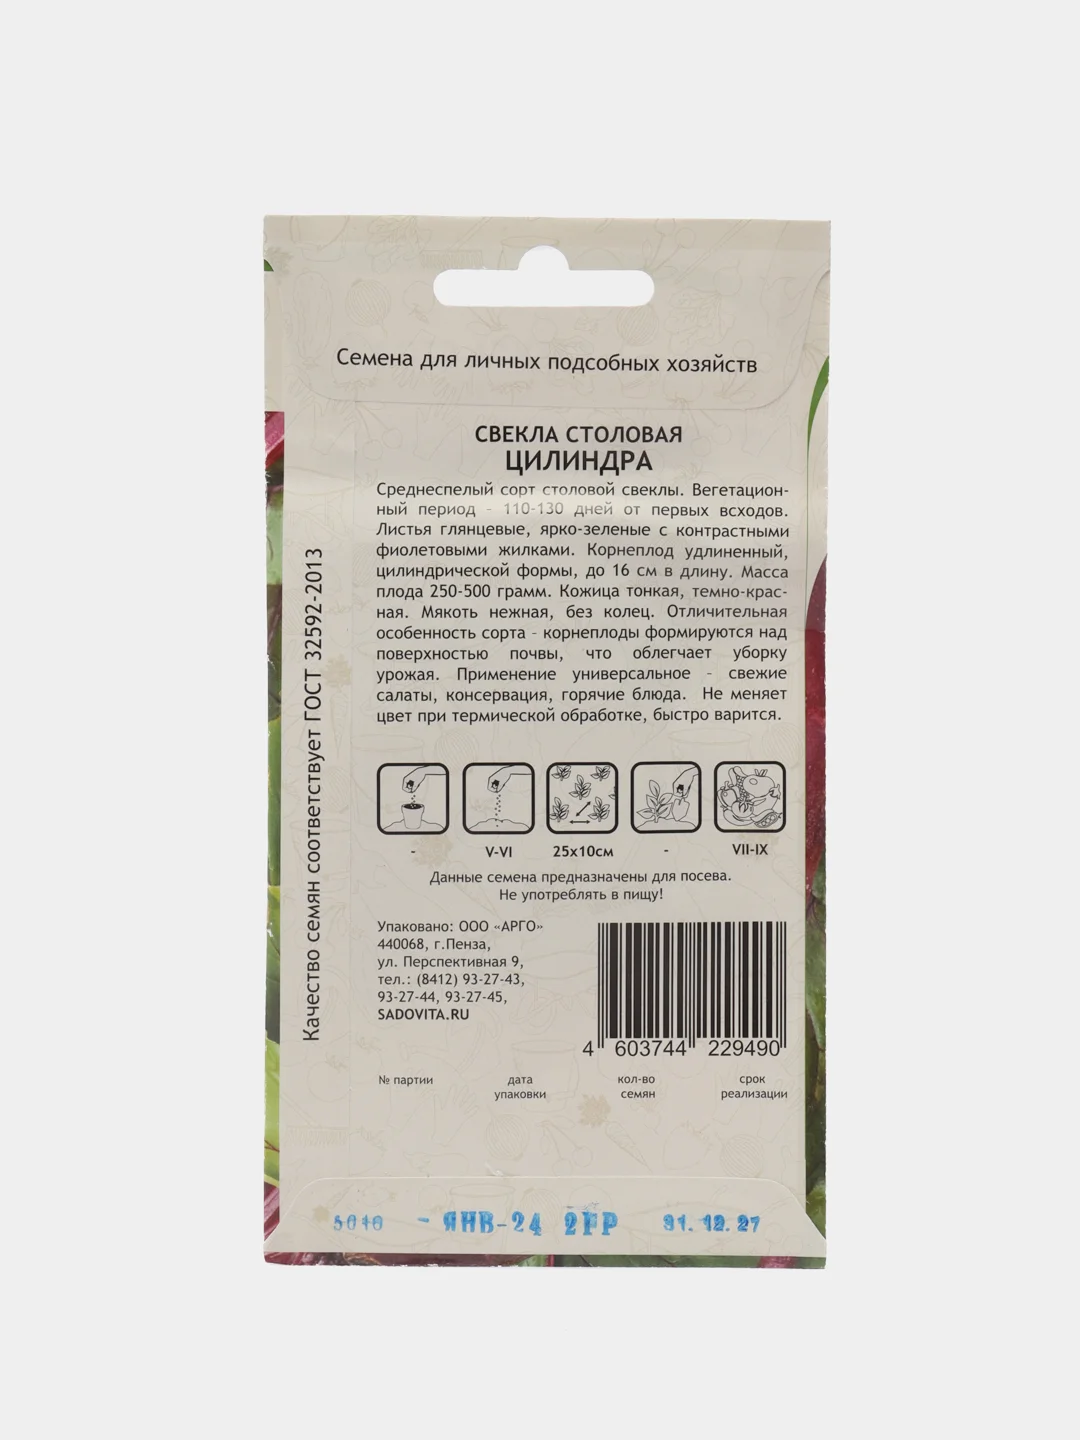 Семена для личных подсобных хозяйств
СВЕКЛА СТОЛОВАЯ
ЦИЛИНДРА
Среднеспелый сорт столовой свеклы. Вегетацион-
ный период - 110-130 дней от первых всходов.
Листья глянцевые, ярко-зеленые с контрастными
фиолетовыми жилками. Корнеплод удлиненный,
цилиндрической формы, до 16 см в длину. Масса
плода 250-500 грамм. Кожица тонкая, темно-крас-
ная. Мякоть нежная, без колец. Отличительная
особенность сорта - корнеплоды формируются над
поверхностью почвы, что облегчает уборку
урожая. Применение универсальное - свежие
салаты, консервация, горячие блюда. Не меняет
цвет при термической обработке, быстро варится.
- V-VI 25х10см - VII-IX
Данные семена предназначены для посева.
Не употреблять в пищу!
Качество семян соответствует ГОСТ 32592-2013
Упаковано: ООО «АРГО»
440068, г.Пенза,
ул. Перспективная 9,
тел.: (8412) 93-27-43,
93-27-44, 93-27-45,
SADOVITA.RU
4 603744 229490
№ партии дата упаковки кол-во семян срок реализации
5010 - ЯНВ-24 2ГР 31. 12. 27